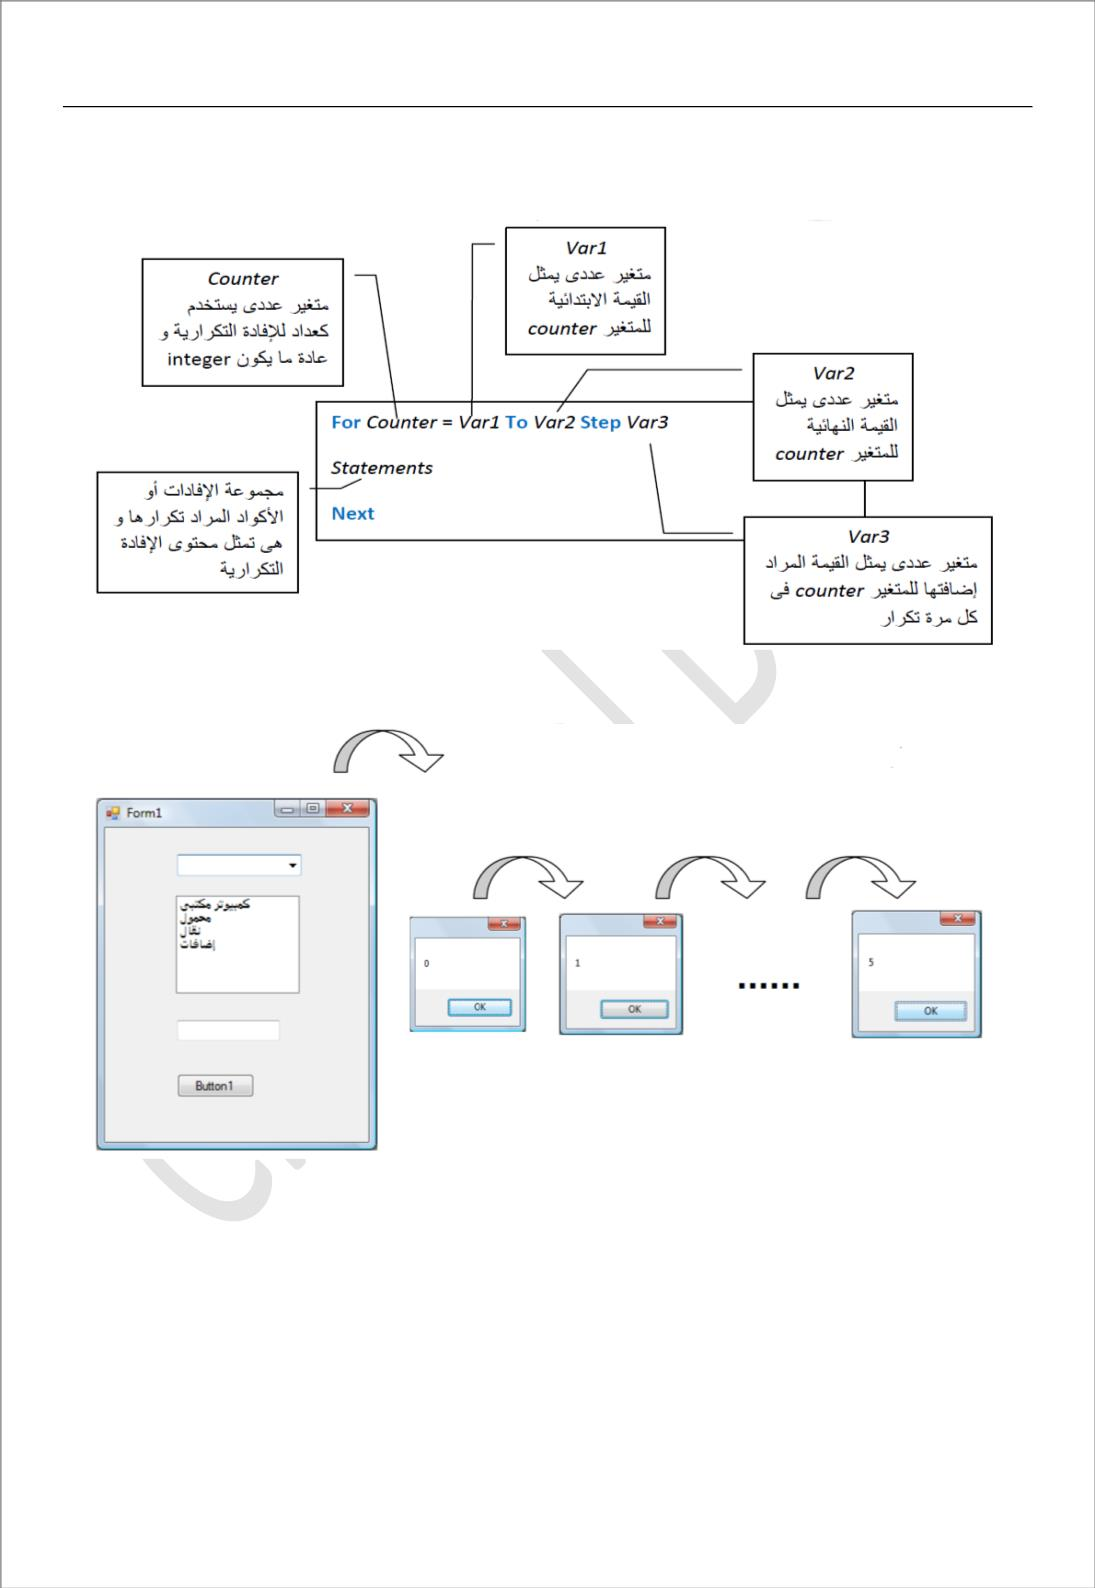 Var1
متغير عددى يمثل
القيمة الابتدائية
للمتغير counter
Counter
متغير عددى يستخدم
كعداد للإفادة التكرارية و
عادة ما يكون integer
Var2
متغير عددى يمثل
القيمة النهائية
للمتغير counter
For Counter = Var1 To Var2 Step Var3
Statements
Next
مجموعة الإفادات أو
الأكواد المراد تكرارها و
هى تمثل محتوى الإفادة
التكرارية
Var3
متغير عددى يمثل القيمة المراد
إضافتها للمتغير counter فى
كل مرة تكرار
Form1
كمبيوتر مكتبي
محمول
نقال
إضافات
Button1
0
OK
1
OK
......
5
OK